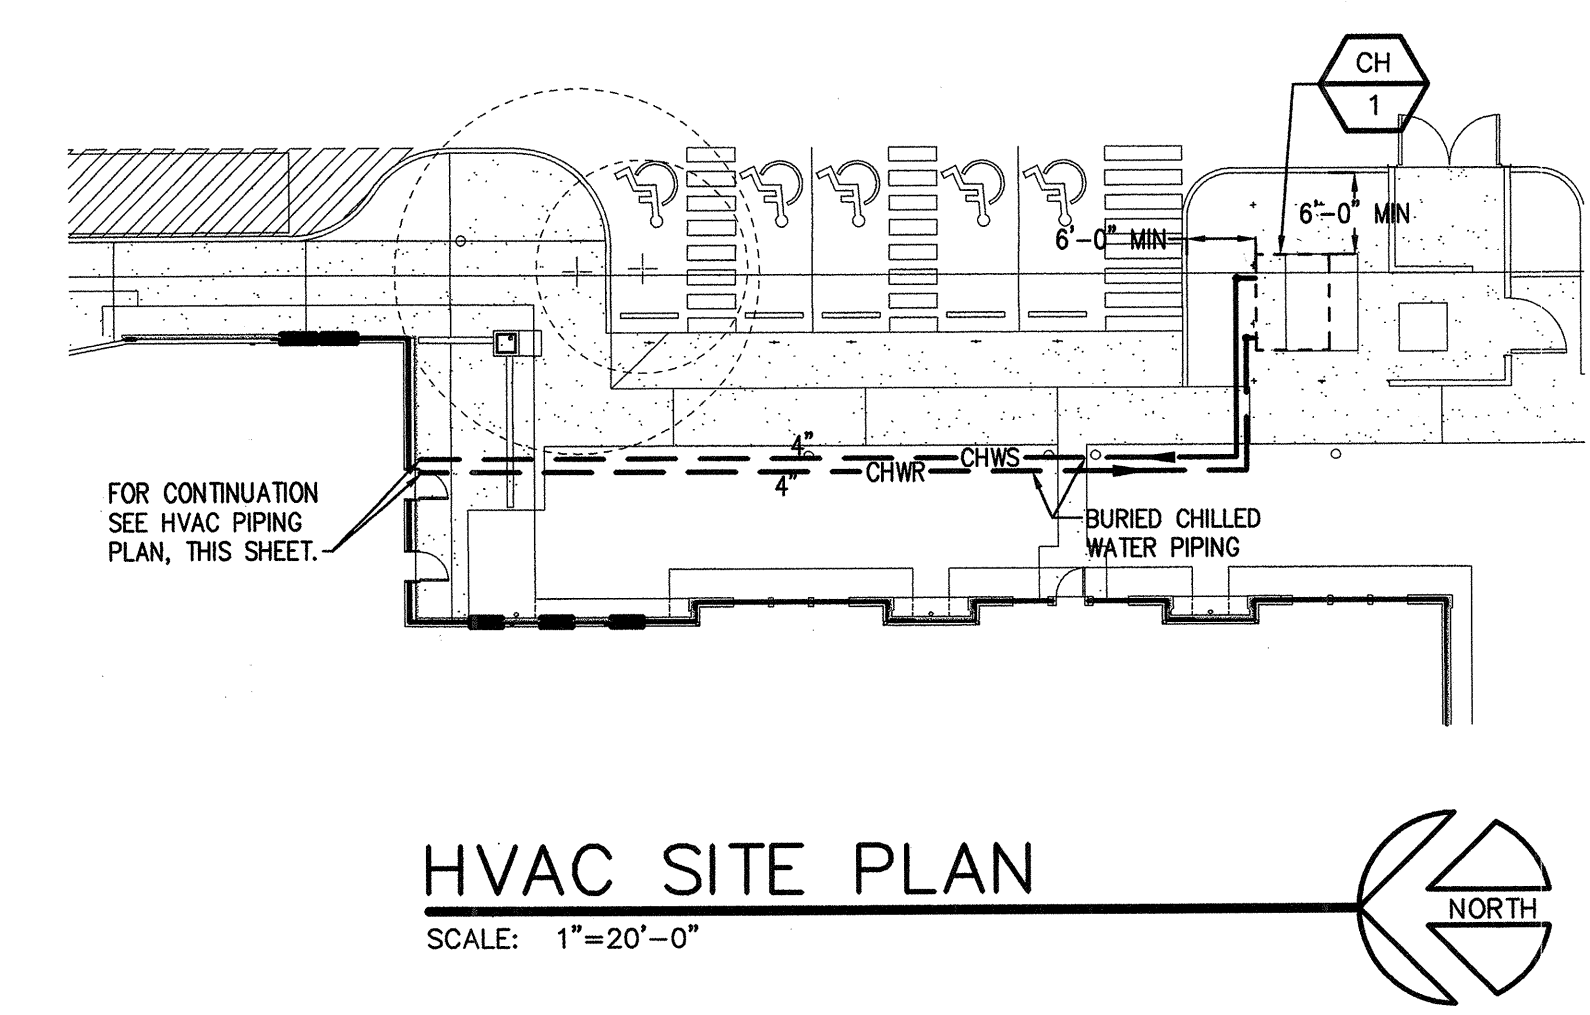 CH
1
6'-0" MIN
6'-0" MIN
4"
CHWS
CHWR
4"
FOR CONTINUATION
SEE HVAC PIPING
PLAN, THIS SHEET.
BURIED CHILLED
WATER PIPING
HVAC SITE PLAN
NORTH
SCALE: 1"=20'-0"